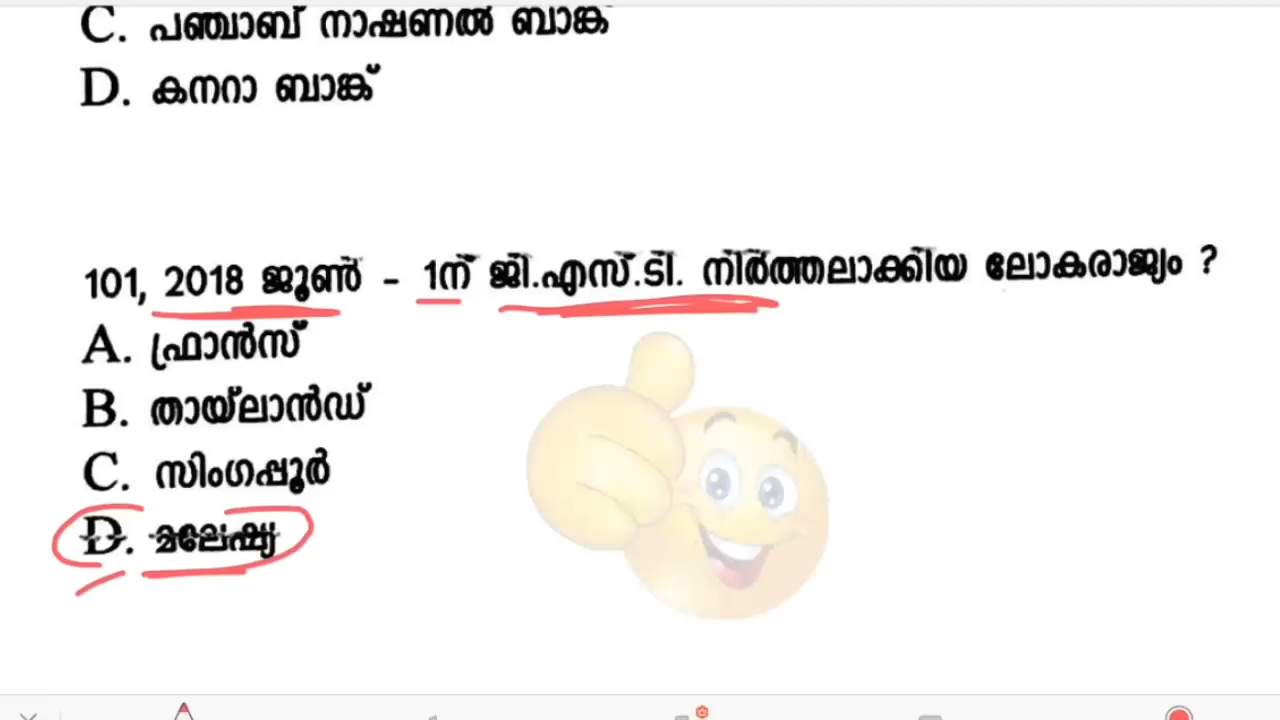 C. പഞ്ചാബ് നാഷണൽ ബാങ്ക്
D. കനറാ ബാങ്ക്
101, 2018 ജൂൺ - 1ന് ജി.എസ്.ടി. നിർത്തലാക്കിയ ലോകരാജ്യം ?
A. ഫ്രാൻസ്
B. തായ്‌ലാൻഡ്
C. സിംഗപ്പൂർ
D. മലേഷ്യ